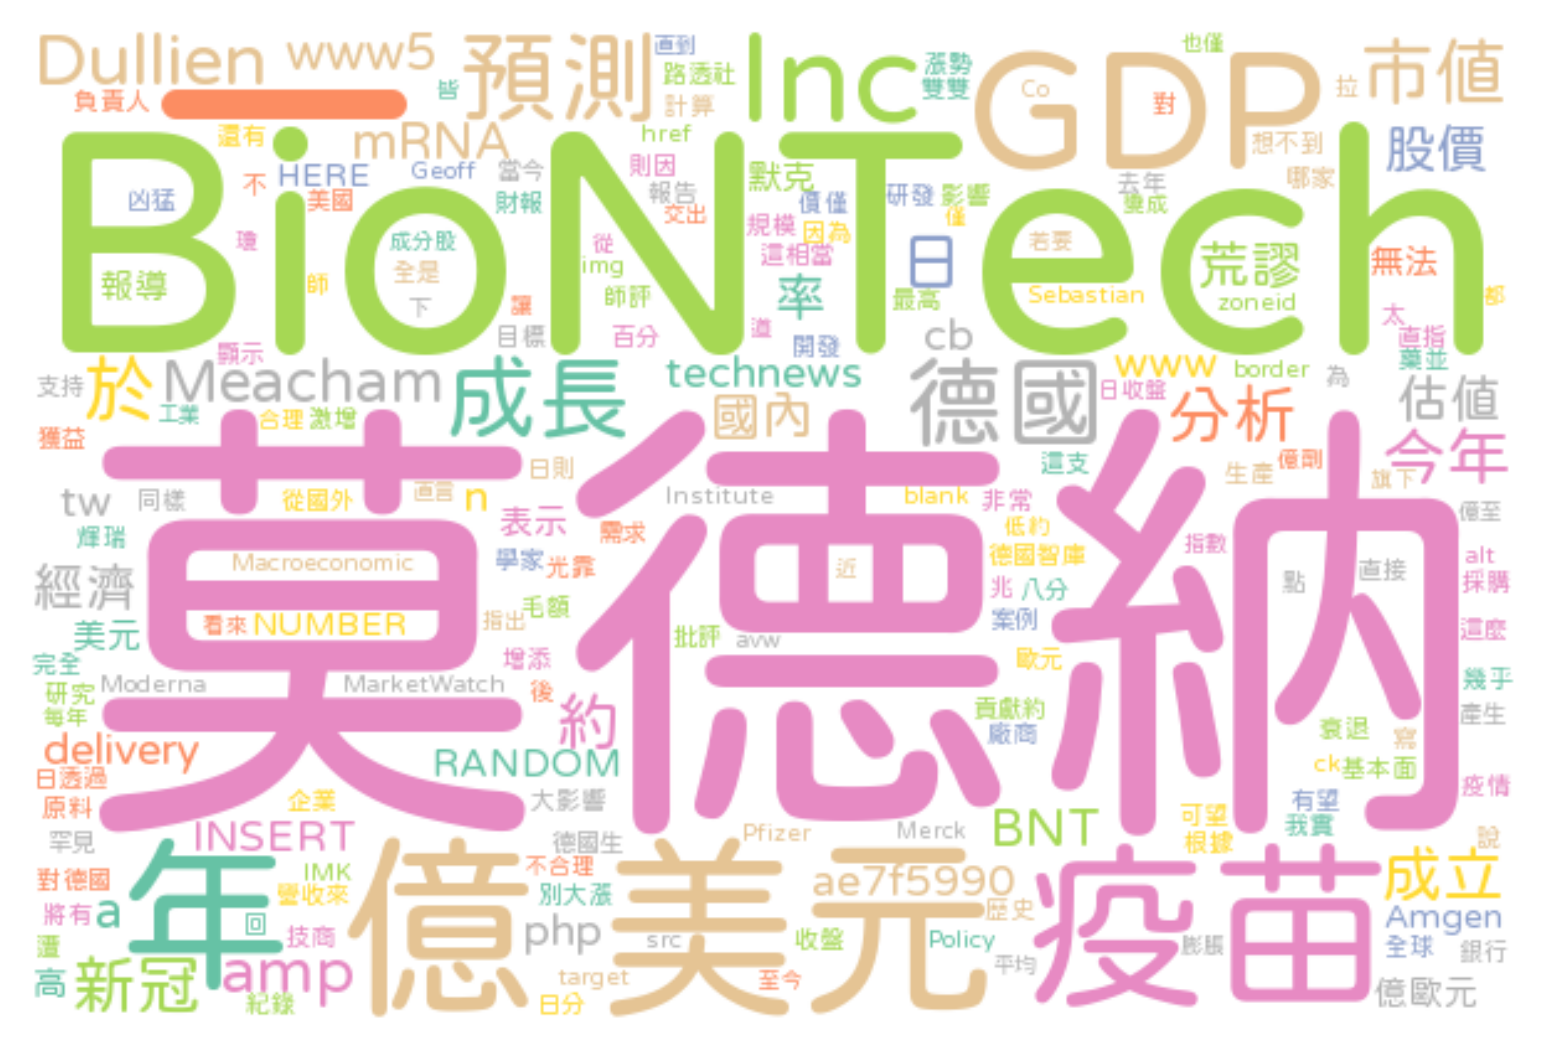 Dullien www5 預測 直到 Inc 漲勢 GDP 也僅 市值
負責人 一 皆 路透社 計算 雙雙 Co 對 拉
還有 mRNA href 想不到 股價
BioNTech
HERE Geoff 當今 則因 默克 研發 影響 去年 哪家
凶猛 不 美國 財報 報告 交出 價僅 僅 變成
瓊 成分股 從 規模 因為 這相當 日 若要 荒謬 無法
報導 師 全是 img 率
下 讓 師評 最高 Sebastian zoneid 都
顯示 目標 百分 道 開發 cb 太 直指
支持 於 Meacham 成長 technews 德國 www border 為 藥並
工業 合理 激增 國內 日收盤 分析 估值
獲益 今年
莫德納
日則 這支 生產 億劑 旗下
tw 同樣 從國外 直言 n 表示 需求 Institute blank 非常 低約 億至
輝瑞 Macroeconomic 學家 光靠 近 德國智庫 指數 點 直接 alt
經濟 兆 八分 採購
美元 看來 NUMBER 指出 毛額 批評 avw 案例 這麼
完全 增添 歐元
研究 Moderna MarketWatch 後 幾乎
每年 約 貢獻約 廠商 衰退 寫 產生
delivery RANDOM ck 基本面
日透過 疫情
原料 企業 大影響 BNT 可望 有望
罕見 INSERT 德國生 Pfizer Merck 根據 我實 說
年 億 美元 疫苗
對德國 IMK 不合理 ae7f5990 成立
將有 a 彎收來 別大漲 歷史 Amgen
遭 回 技商 php src 收盤 Policy 全球 銀行
高 新冠 amp target 至今 平均 膨脹
紀錄 日分 億歐元